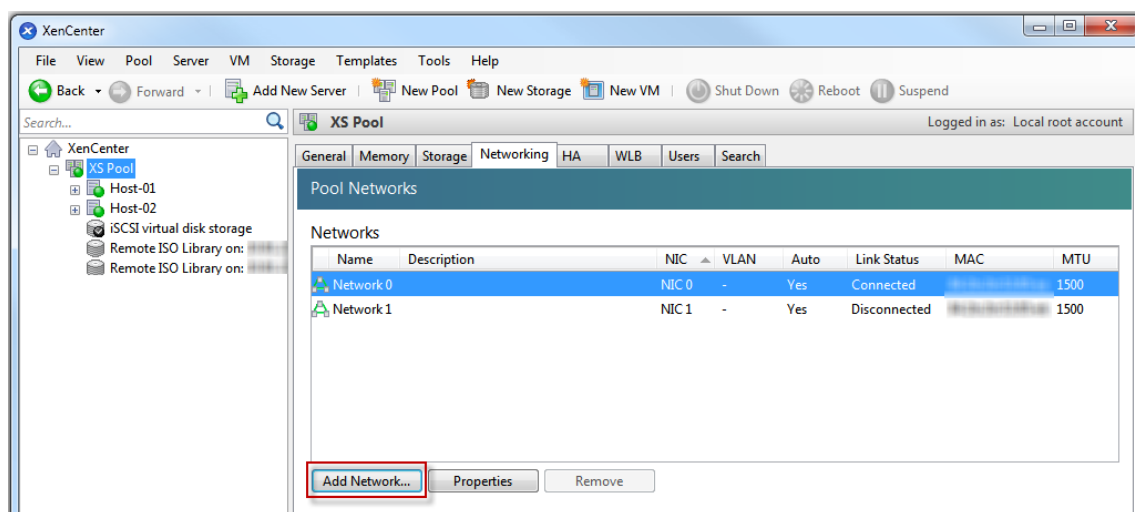 XenCenter
File View Pool Server VM Storage Templates Tools Help
Back Forward Add New Server New Pool New Storage New VM Shut Down Reboot Suspend
Search...
XS Pool
Logged in as: Local root account
XenCenter
XS Pool
Host-01
Host-02
iSCSI virtual disk storage
Remote ISO Library on:
Remote ISO Library on:
General Memory Storage Networking HA WLB Users Search
Pool Networks
Networks
Name Description NIC VLAN Auto Link Status MAC MTU
Network 0 NIC 0 - Yes Connected 1500
Network 1 NIC 1 - Yes Disconnected 1500
Add Network... Properties Remove